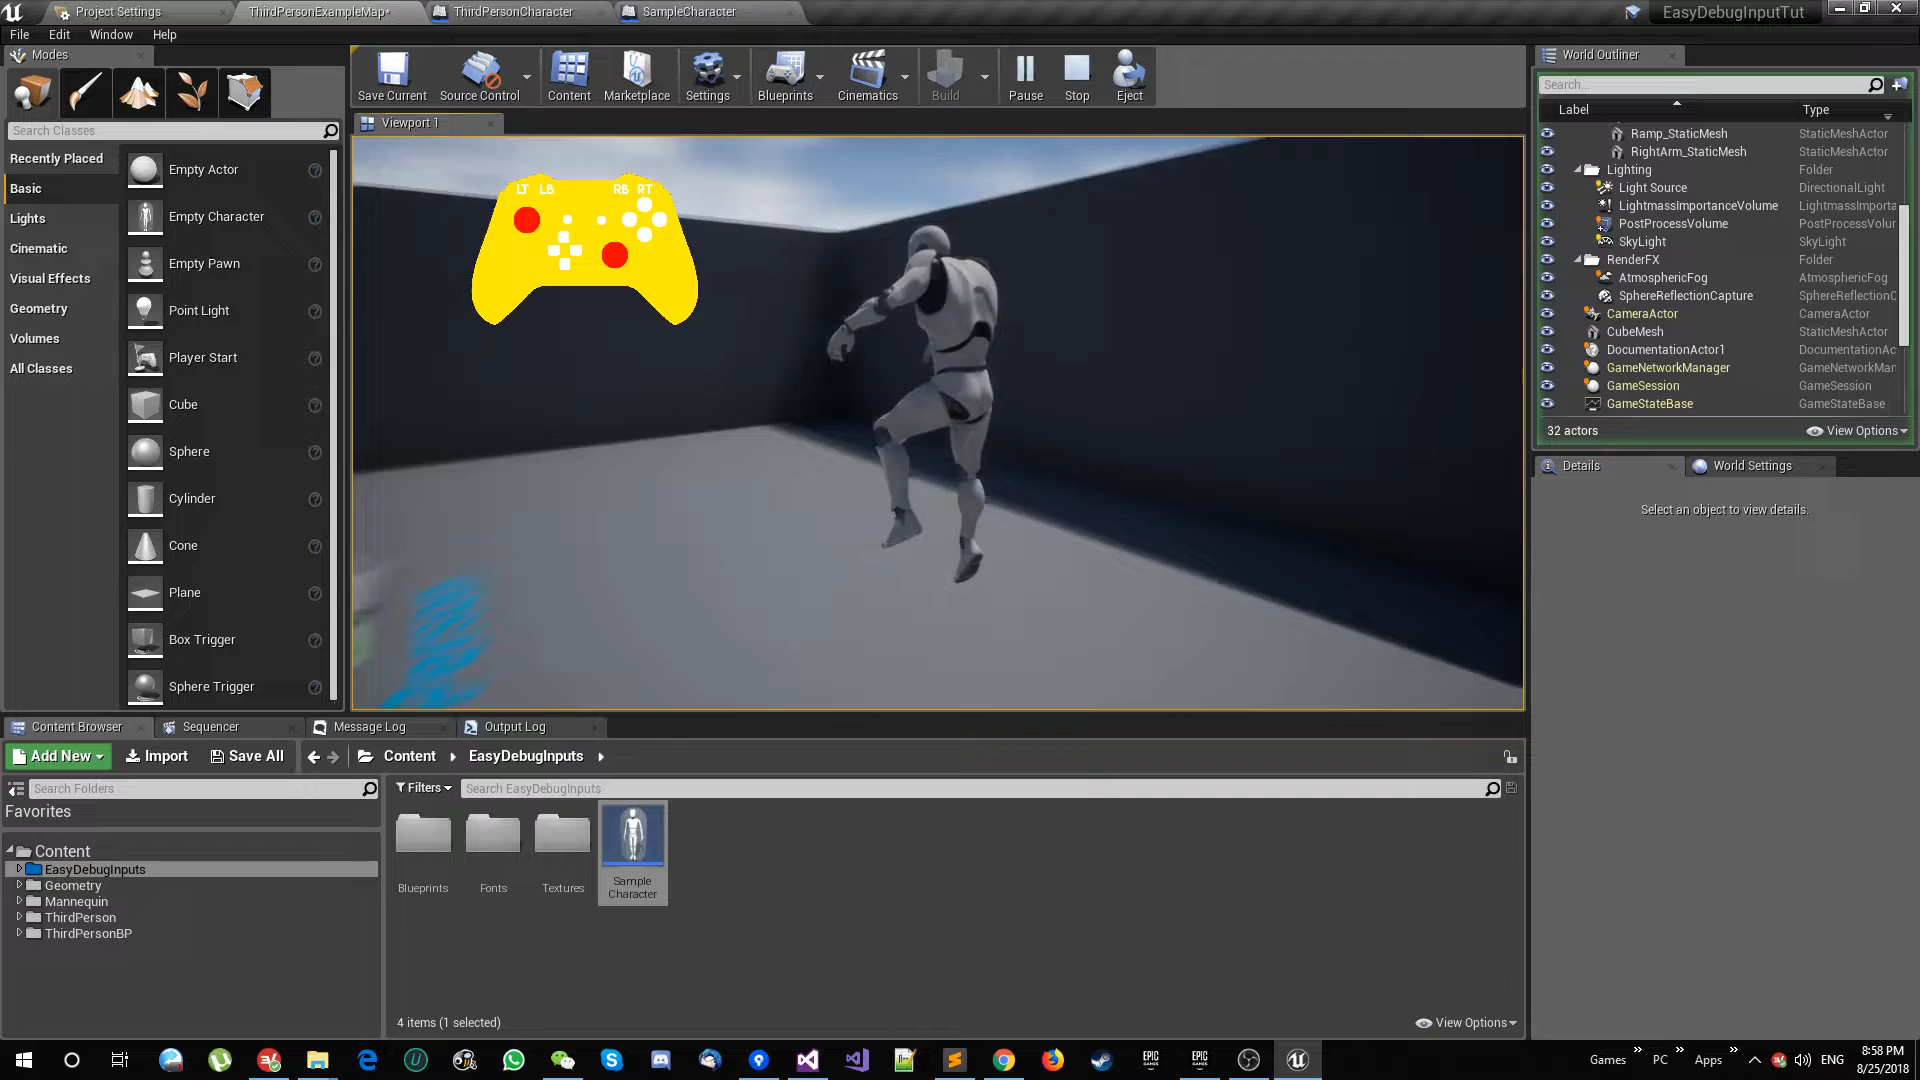 Project Settings
ThirdPersonExampleMap*
ThirdPersonCharacter
SampleCharacter
EasyDebugInputTut
File Edit Window Help
Modes
Search Classes
Recently Placed
Basic
Lights
Cinematic
Visual Effects
Geometry
Volumes
All Classes
Empty Actor
Empty Character
Empty Pawn
Point Light
Player Start
Cube
Sphere
Cylinder
Cone
Plane
Box Trigger
Sphere Trigger
Save Current
Source Control
Content
Marketplace
Settings
Blueprints
Cinematics
Build
Pause
Stop
Eject
Viewport 1
LT LB RB RT
World Outliner
Search...
Label Type
Ramp_StaticMesh StaticMeshActor
RightArm_StaticMesh StaticMeshActor
Lighting Folder
Light Source DirectionalLight
LightmassImportanceVolume LightmassImporta
PostProcessVolume PostProcessVolur
SkyLight SkyLight
RenderFX Folder
AtmosphericFog AtmosphericFog
SphereReflectionCapture SphereReflectionC
CameraActor CameraActor
CubeMesh StaticMeshActor
DocumentationActor1 DocumentationAc
GameNetworkManager GameNetworkMar
GameSession GameSession
GameStateBase GameStateBase
32 actors
View Options
Details
World Settings
Select an object to view details.
Content Browser
Sequencer
Message Log
Output Log
Add New
Import
Save All
Content
EasyDebugInputs
Search Folders
Favorites
Content
EasyDebugInputs
Geometry
Mannequin
ThirdPerson
ThirdPersonBP
Filters
Search EasyDebugInputs
Blueprints
Fonts
Textures
Sample
Character
4 items (1 selected)
View Options
EPIC
GAMES
EPIC
GAMES
Games » PC » Apps »
ENG
8:58 PM
8/25/2018